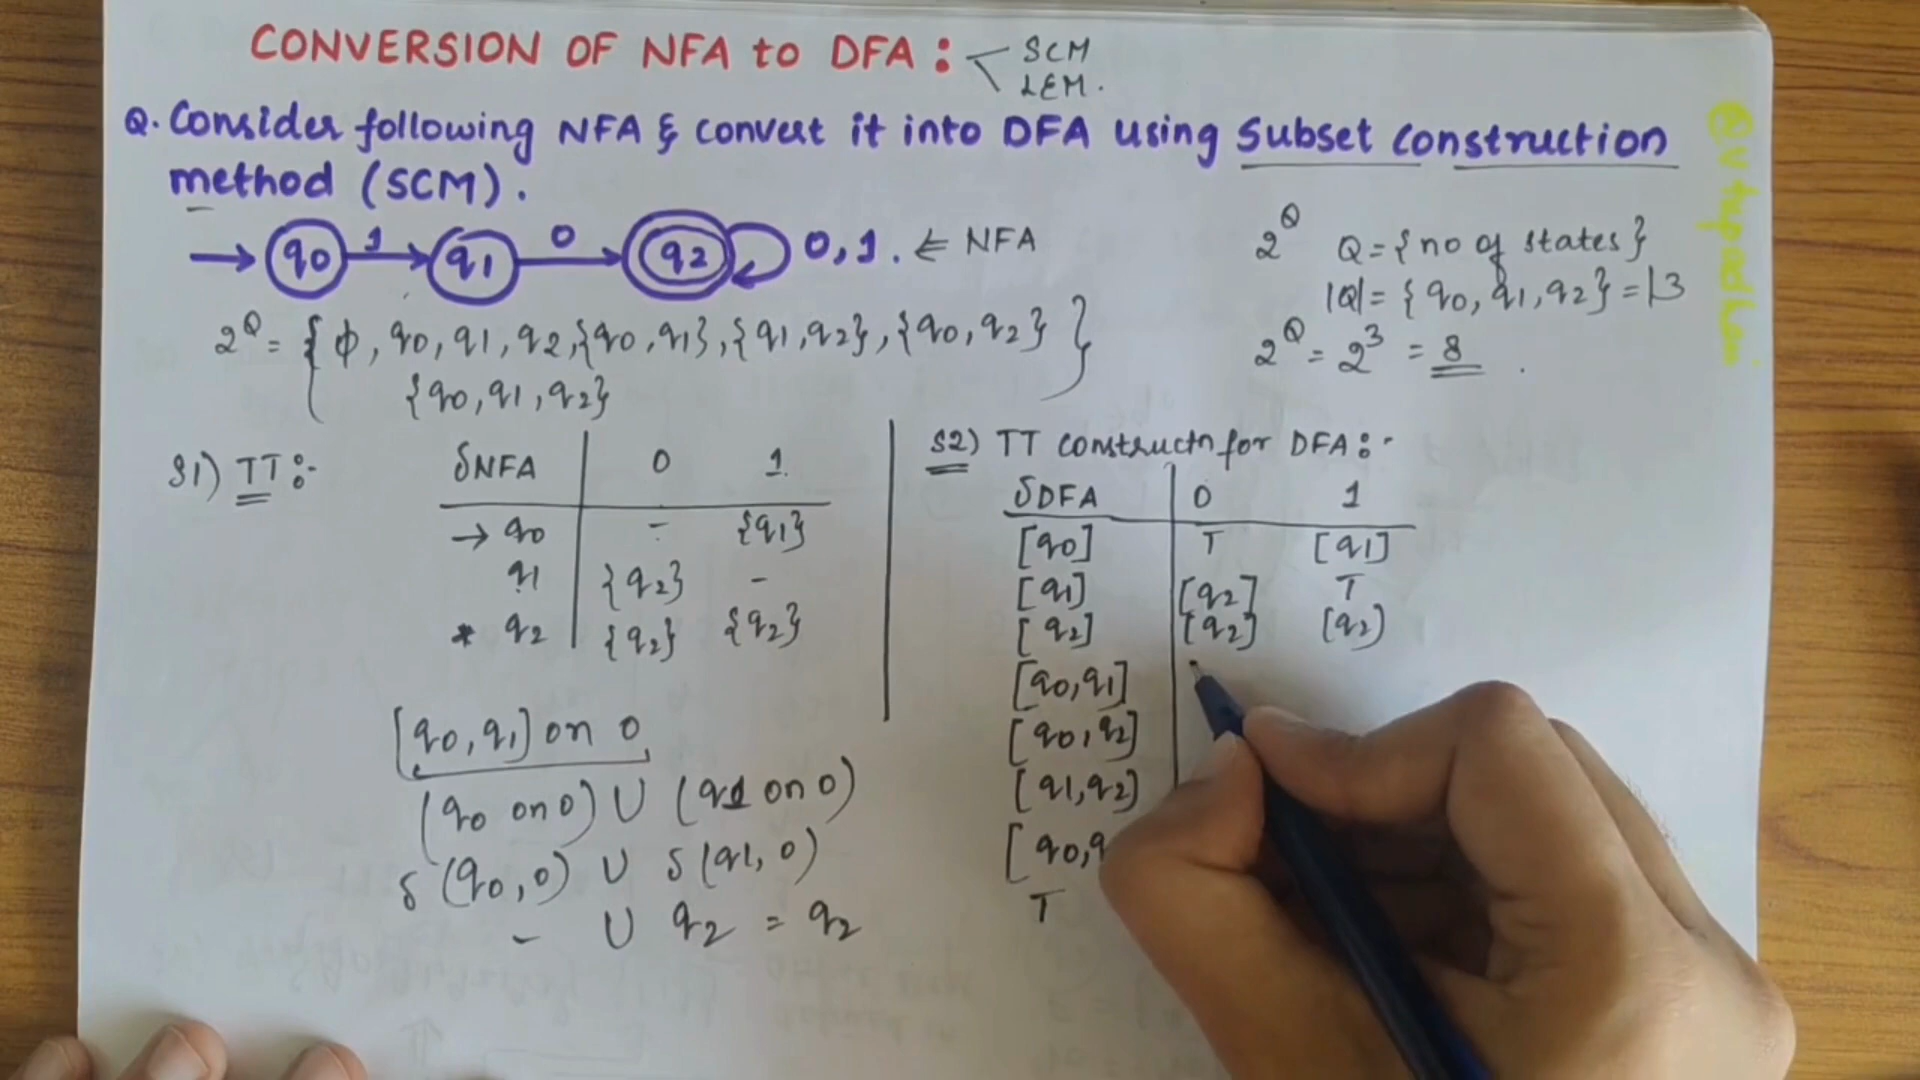 CONVERSION OF NFA to DFA : SCM
LEM.
Q. Consider following NFA & convert it into DFA using Subset construction
method (SCM).
q0 1 q1 0 q2 0,1. ⇐ NFA
2^Q Q = {no of states}
|Q| = {q0, q1, q2} = 3
2^Q = 2^3 = 8
2^Q = {ϕ, q0, q1, q2, {q0, q1}, {q1, q2}, {q0, q2}
{q0, q1, q2}}
S1) TT :-
δNFA 0 1
→ q0 - {q1}
q1 {q2} -
* q2 {q2} {q2}
[q0, q1] on 0
(q0 on 0) U (q1 on 0)
δ(q0, 0) U δ(q1, 0)
- U q2 = q2
S2) TT constructn for DFA :-
δDFA 0 1
[q0] T [q1]
[q1] [q2] T
[q2] [q2] [q2]
[q0, q1]
[q0, q2]
[q1, q2]
[q0, q
T